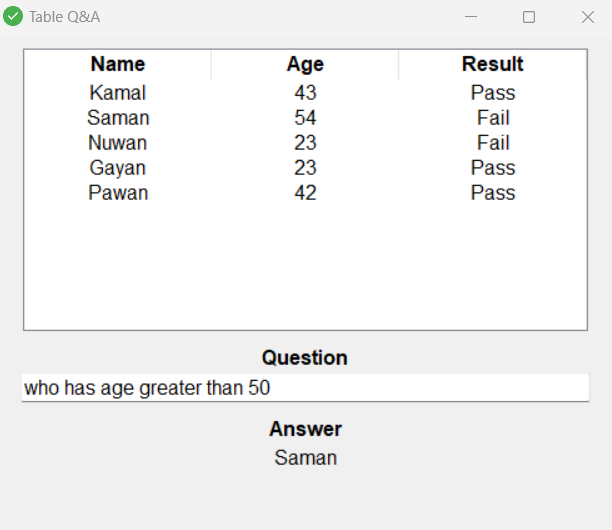 Table Q&A
Name Age Result
Kamal 43 Pass
Saman 54 Fail
Nuwan 23 Fail
Gayan 23 Pass
Pawan 42 Pass
Question
who has age greater than 50
Answer
Saman